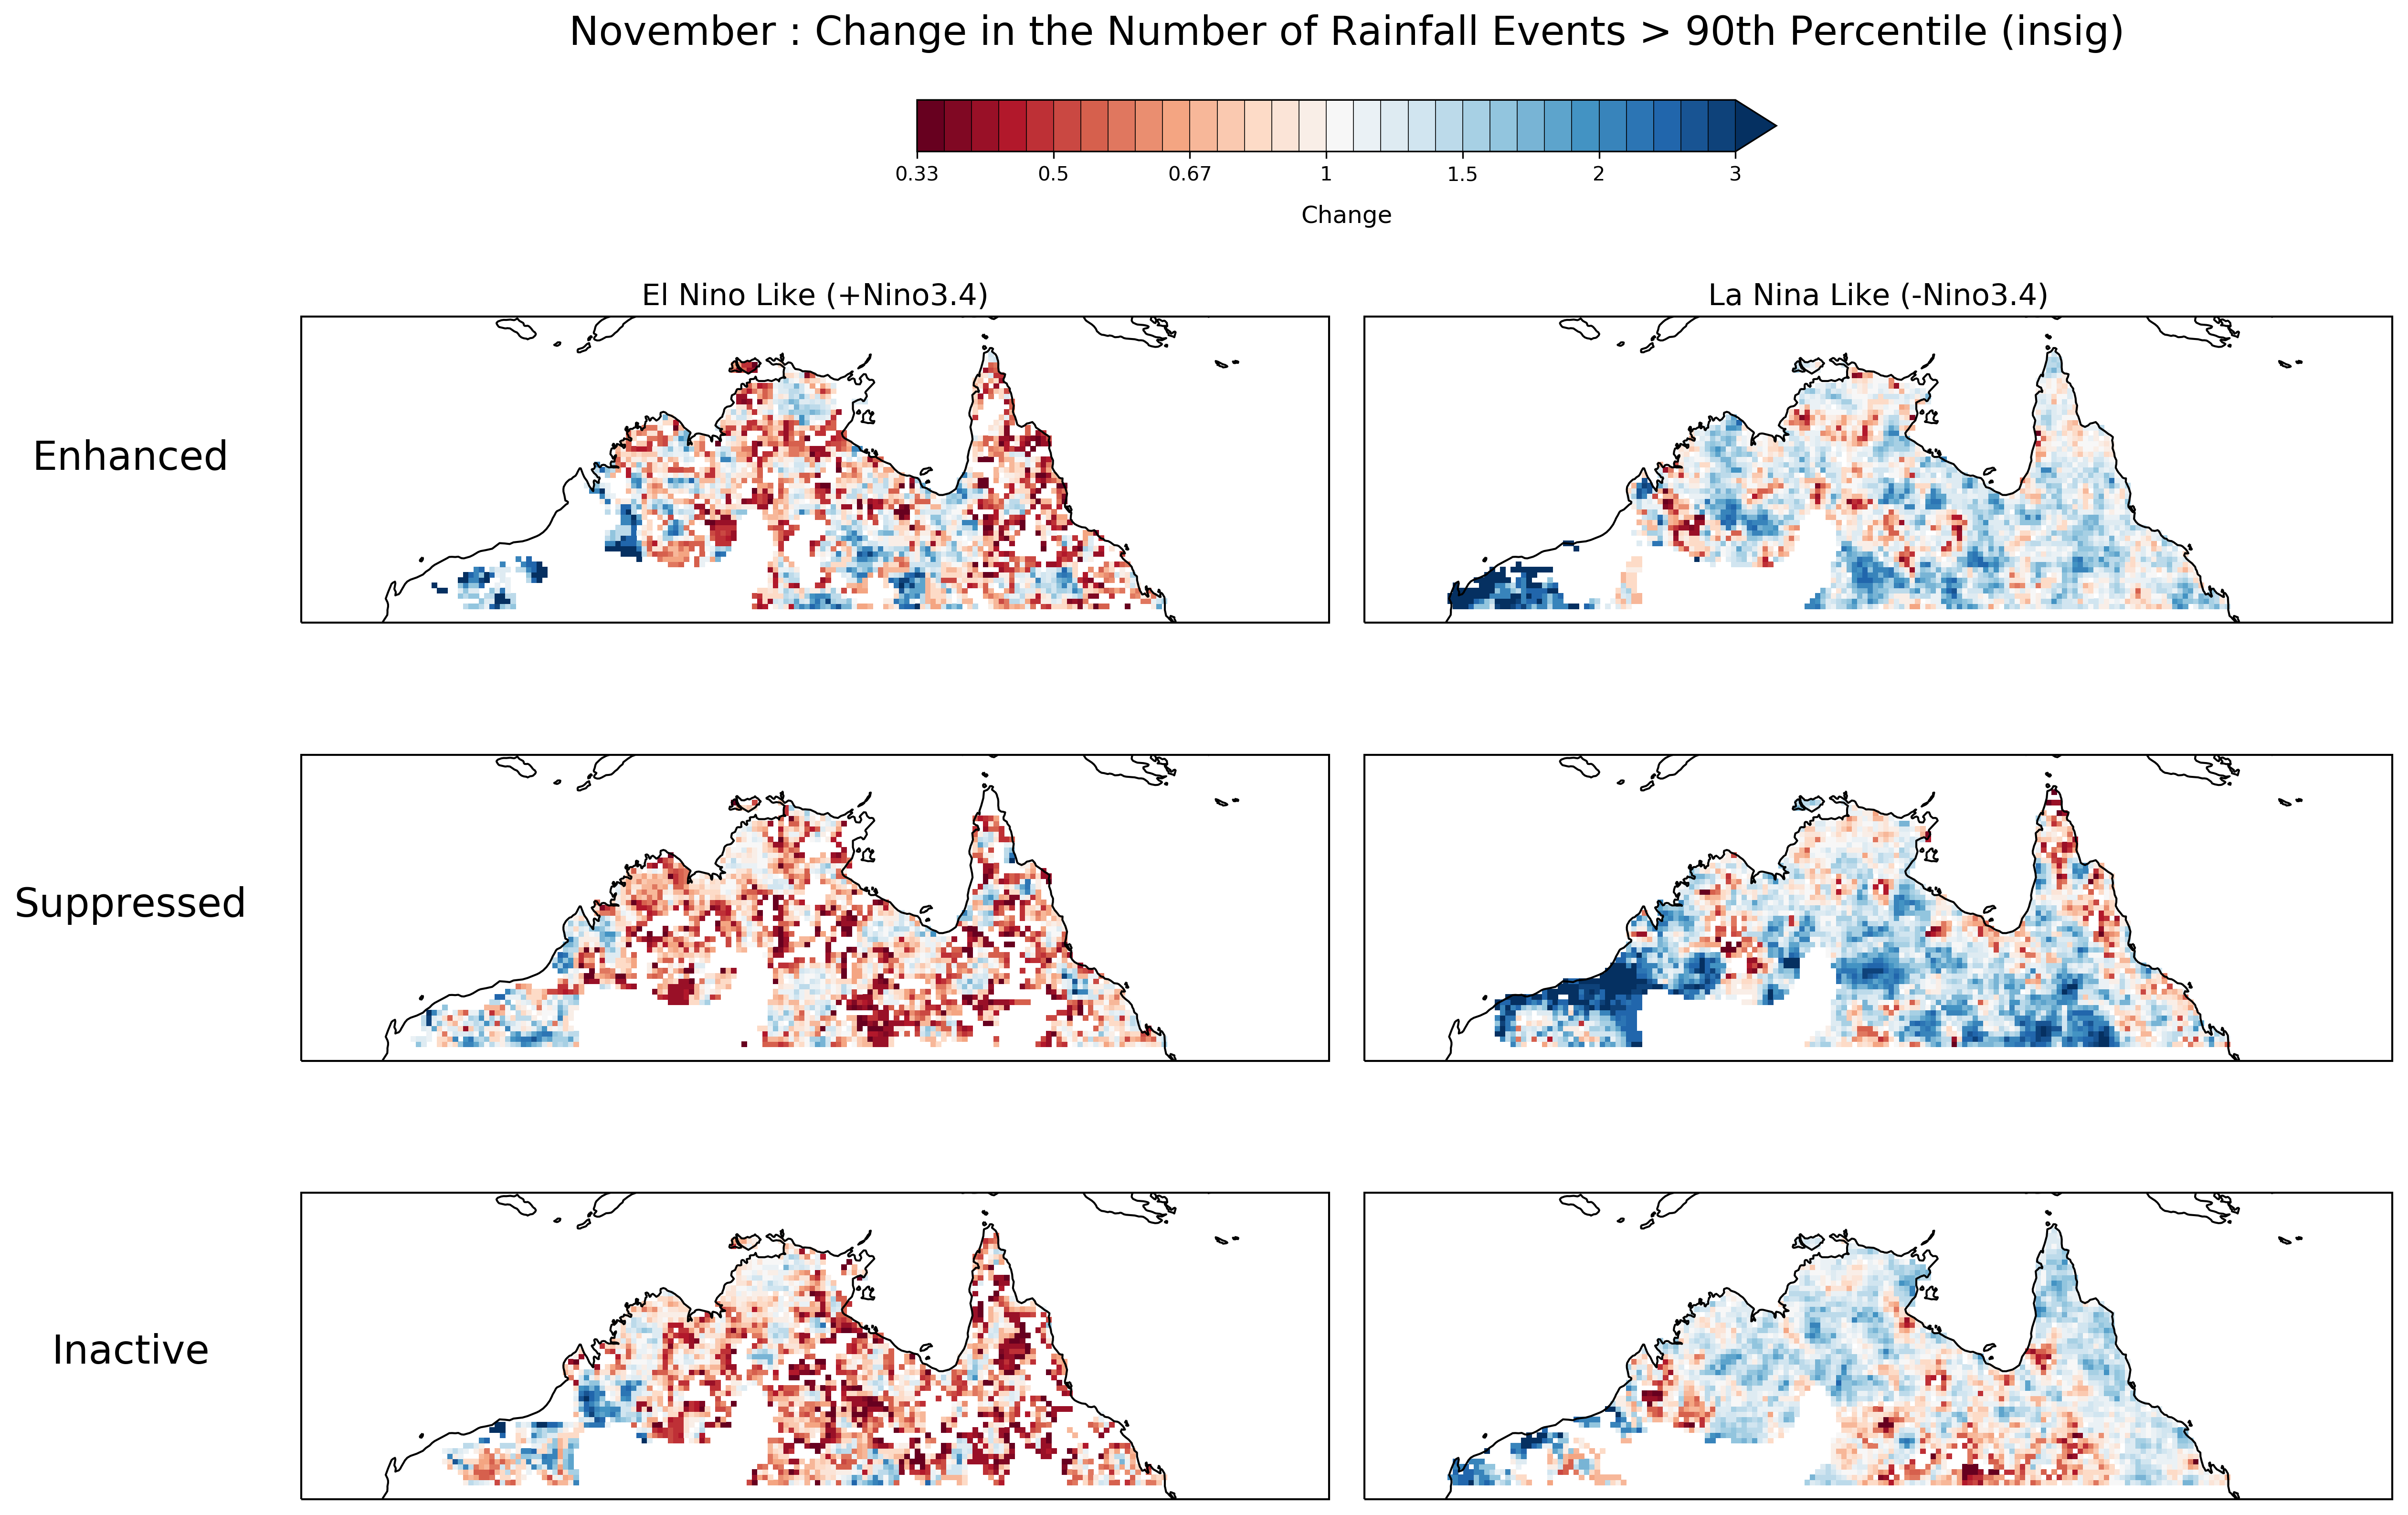 November : Change in the Number of Rainfall Events > 90th Percentile (insig)
0.33 0.5 0.67 1 1.5 2 3
Change
El Nino Like (+Nino3.4) La Nina Like (-Nino3.4)
Enhanced
Suppressed
Inactive